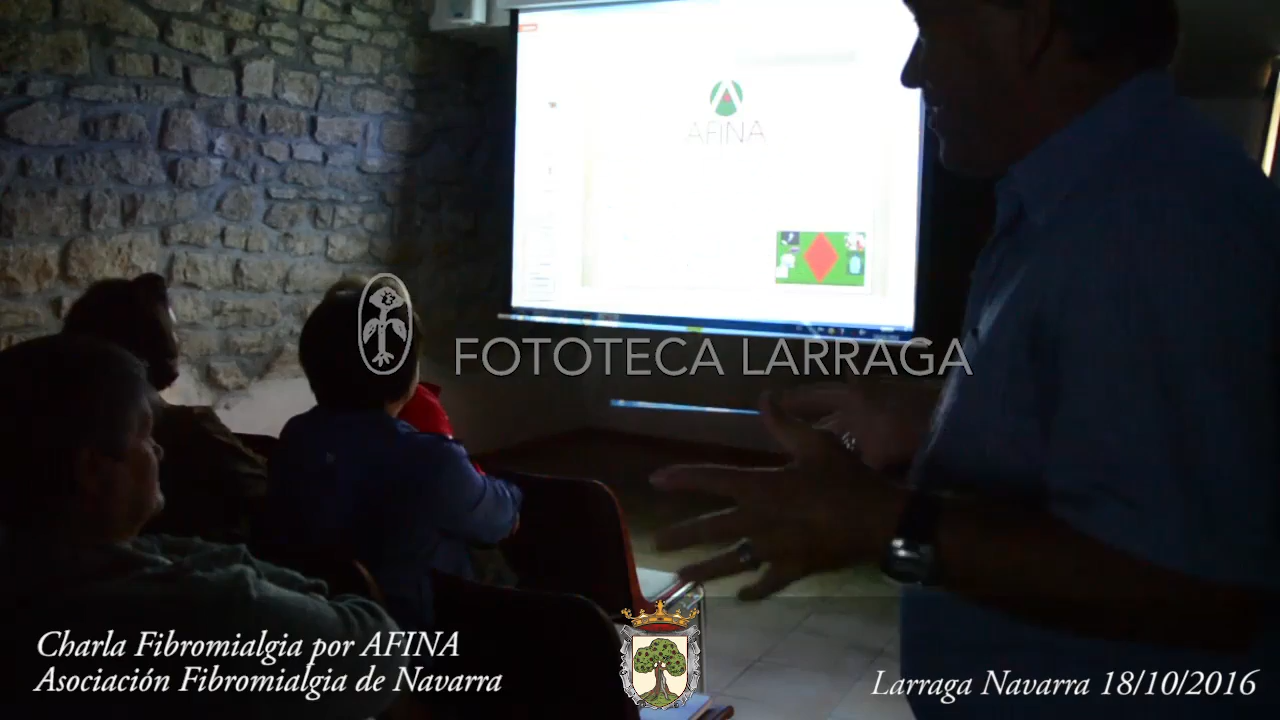 AFINA
FOTOTECA LARRAGA
Charla Fibromialgia por AFINA
Asociación Fibromialgia de Navarra
Larraga Navarra 18/10/2016